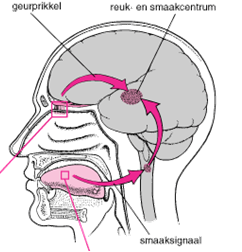 geurprikkel
reuk- en smaakcentrum
smaaksignaal